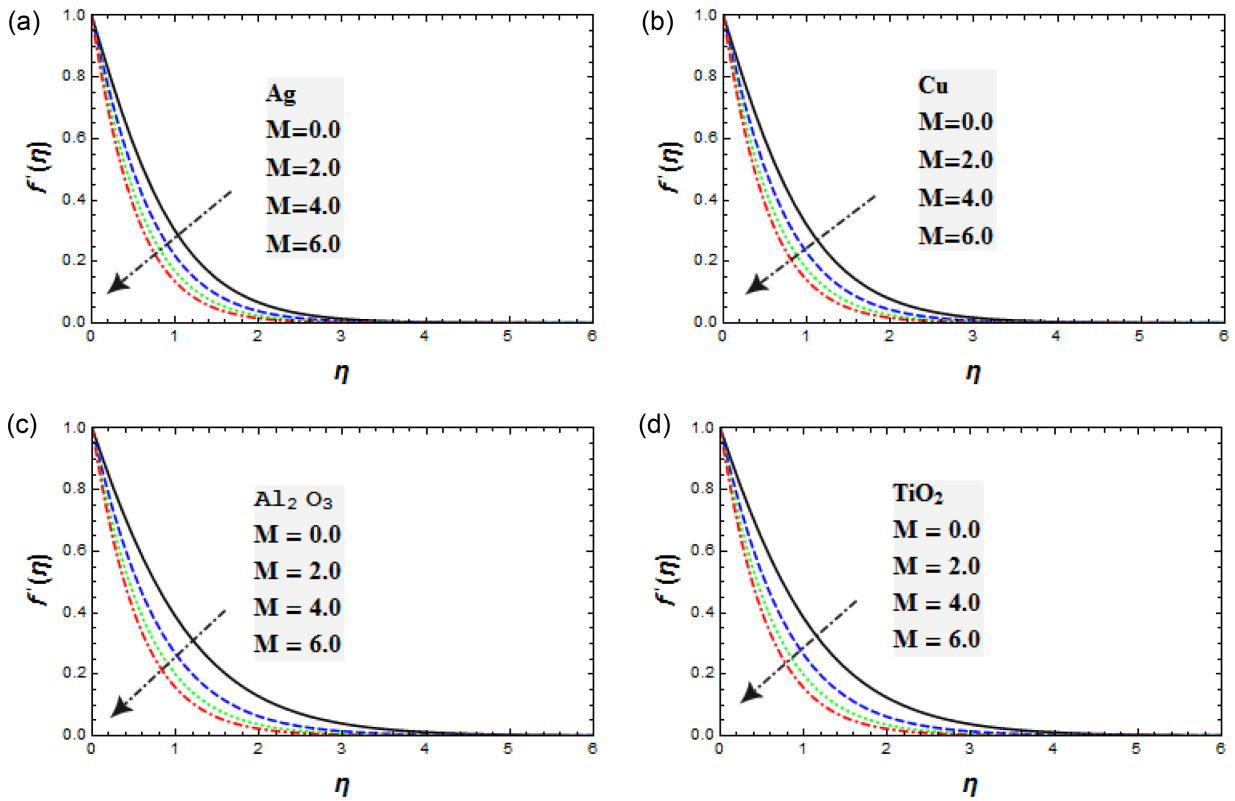 (a)
1.0
0.8
0.6
0.4
0.2
0.0
f'(η)
Ag
M=0.0
M=2.0
M=4.0
M=6.0
0 1 2 3 4 5 6
η
(b)
1.0
0.8
0.6
0.4
0.2
0.0
f'(η)
Cu
M=0.0
M=2.0
M=4.0
M=6.0
0 1 2 3 4 5 6
η
(c)
1.0
0.8
0.6
0.4
0.2
0.0
f'(η)
Al₂ O₃
M = 0.0
M = 2.0
M = 4.0
M = 6.0
0 1 2 3 4 5 6
η
(d)
1.0
0.8
0.6
0.4
0.2
0.0
f'(η)
TiO₂
M = 0.0
M = 2.0
M = 4.0
M = 6.0
0 1 2 3 4 5 6
η